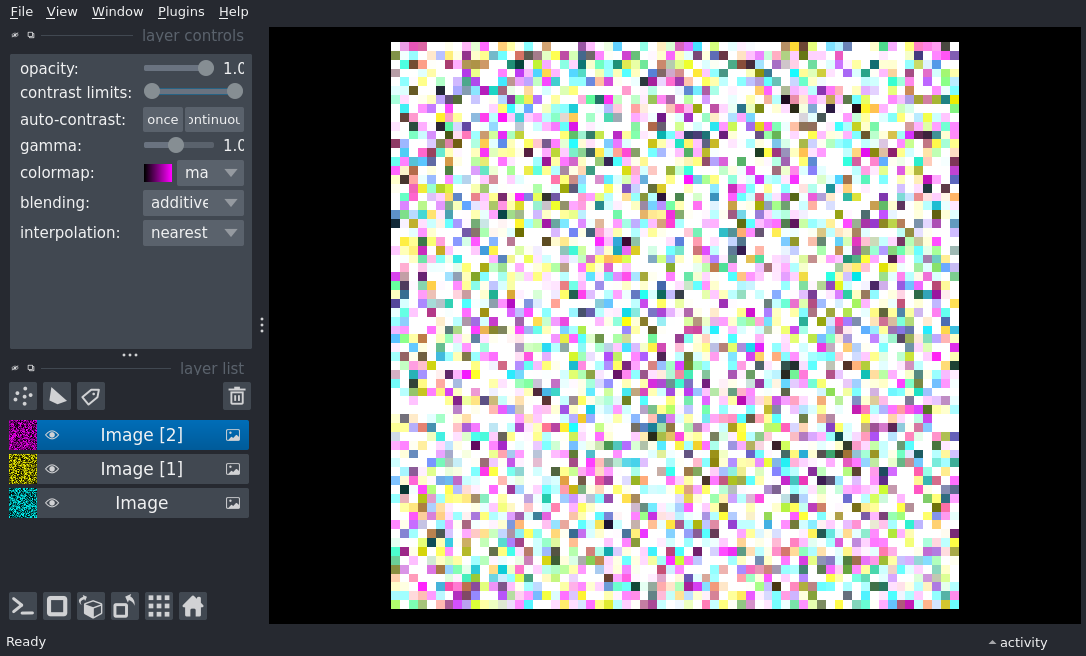 File View Window Plugins Help
layer controls
opacity: 1.0
contrast limits:
auto-contrast: once ontinuou
gamma: 1.0
colormap: ma
blending: additive
interpolation: nearest
layer list
Image [2]
Image [1]
Image
Ready activity